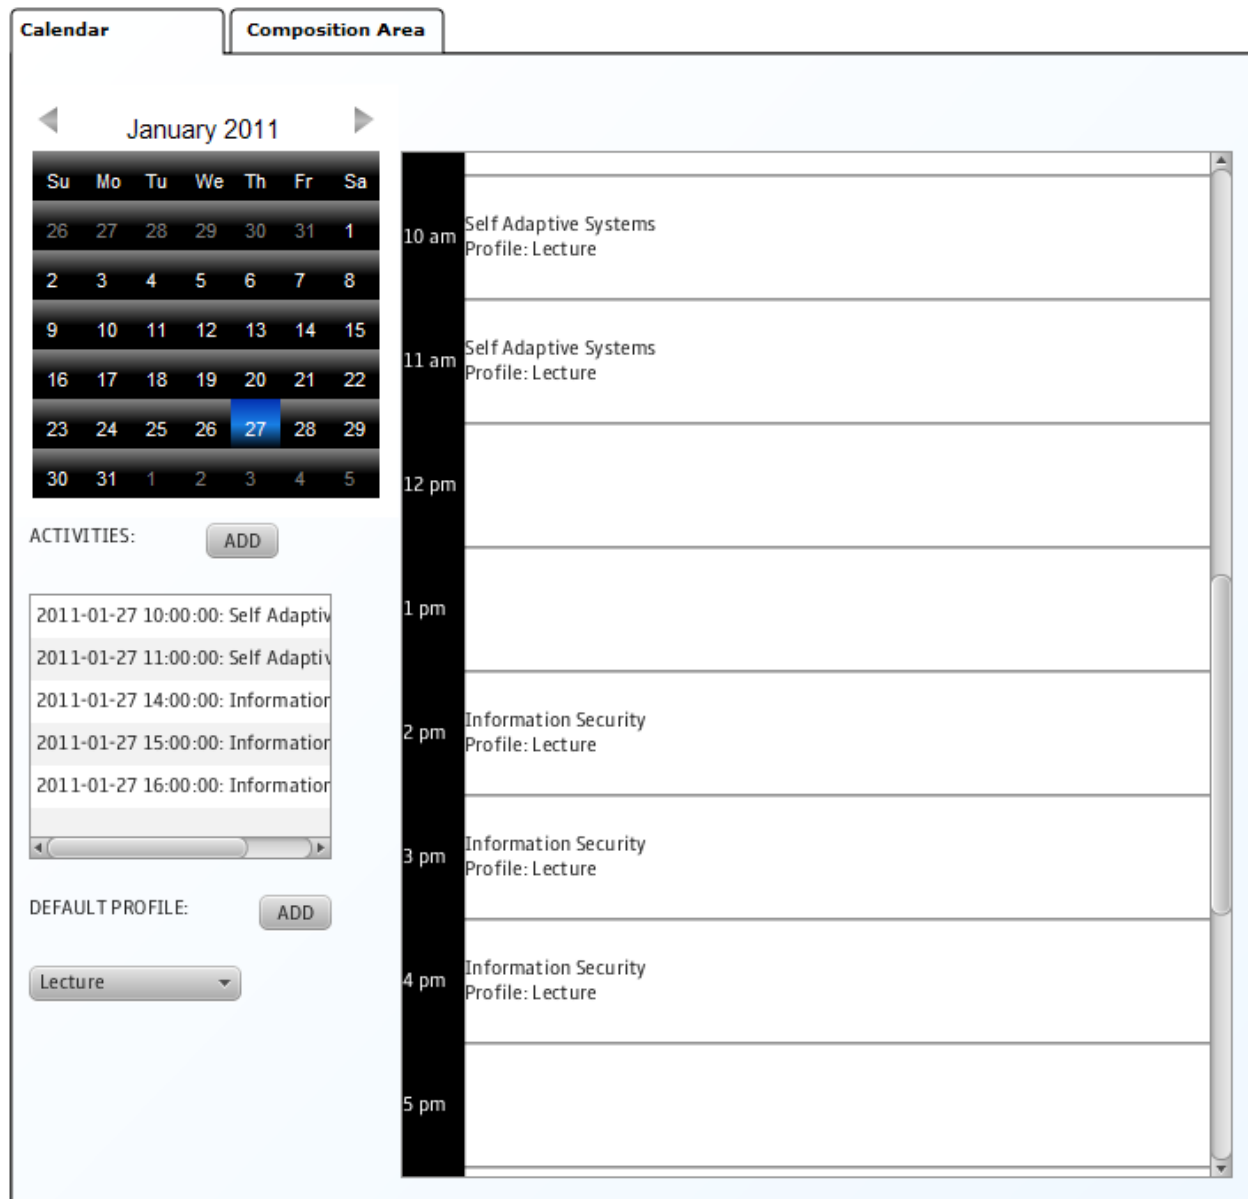 Calendar
Composition Area
January 2011
Su Mo Tu We Th Fr Sa
26 27 28 29 30 31 1
2 3 4 5 6 7 8
9 10 11 12 13 14 15
16 17 18 19 20 21 22
23 24 25 26 27 28 29
30 31 1 2 3 4 5
ACTIVITIES:
ADD
2011-01-27 10:00:00: Self Adaptiv
2011-01-27 11:00:00: Self Adaptiv
2011-01-27 14:00:00: Information
2011-01-27 15:00:00: Information
2011-01-27 16:00:00: Information
DEFAULT PROFILE:
ADD
Lecture
10 am
Self Adaptive Systems
Profile: Lecture
11 am
Self Adaptive Systems
Profile: Lecture
12 pm
1 pm
2 pm
Information Security
Profile: Lecture
3 pm
Information Security
Profile: Lecture
4 pm
Information Security
Profile: Lecture
5 pm